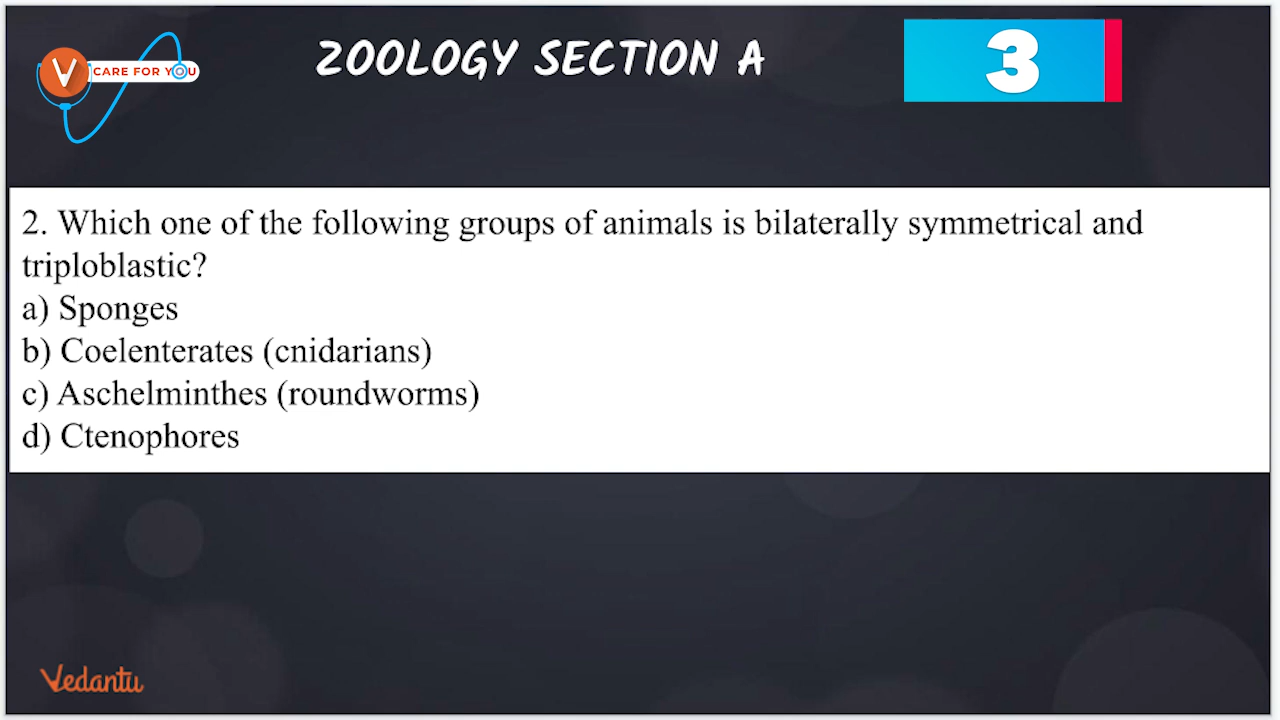 V CARE FOR YOU
ZOOLOGY SECTION A
3
2. Which one of the following groups of animals is bilaterally symmetrical and
triploblastic?
a) Sponges
b) Coelenterates (cnidarians)
c) Aschelminthes (roundworms)
d) Ctenophores
Vedantu